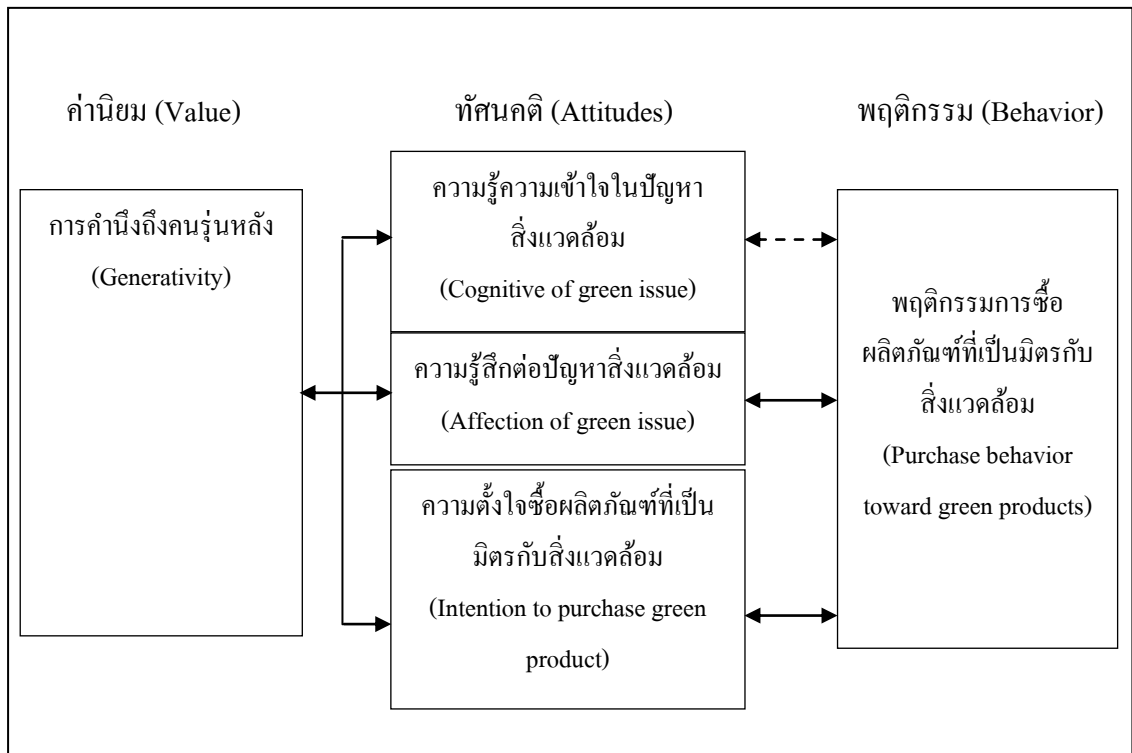 ค่านิยม (Value)
ทัศนคติ (Attitudes)
พฤติกรรม (Behavior)
การคำนึงถึงคนรุ่นหลัง
(Generativity)
ความรู้ความเข้าใจในปัญหา
สิ่งแวดล้อม
(Cognitive of green issue)
ความรู้สึกต่อปัญหาสิ่งแวดล้อม
(Affection of green issue)
ความตั้งใจซื้อผลิตภัณฑ์ที่เป็น
มิตรกับสิ่งแวดล้อม
(Intention to purchase green
product)
พฤติกรรมการซื้อ
ผลิตภัณฑ์ที่เป็นมิตรกับ
สิ่งแวดล้อม
(Purchase behavior
toward green products)